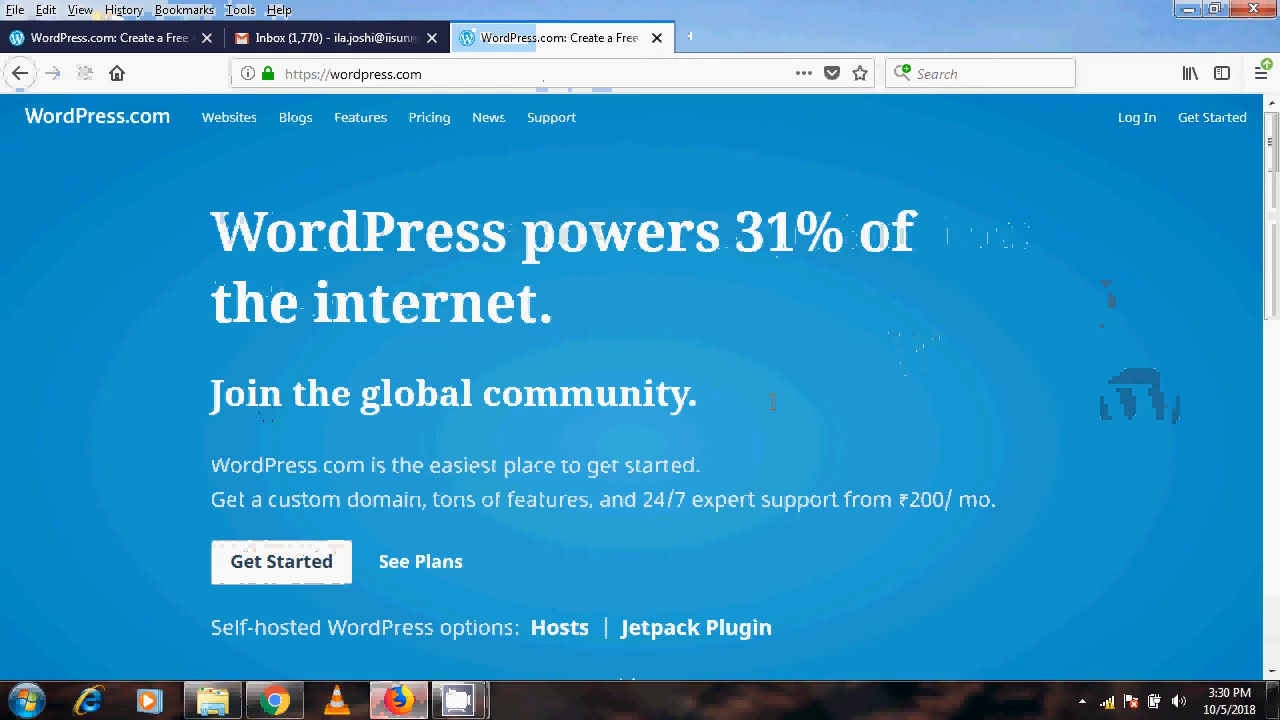 File Edit View History Bookmarks Tools Help
WordPress.com: Create a Free
Inbox (1,770) - ila.joshi@iisuni
WordPress.com: Create a Free
https://wordpress.com
Search
WordPress.com Websites Blogs Features Pricing News Support Log In Get Started
WordPress powers 31% of
the internet.
Join the global community.
WordPress.com is the easiest place to get started.
Get a custom domain, tons of features, and 24/7 expert support from ₹200/ mo.
Get Started See Plans
Self-hosted WordPress options: Hosts | Jetpack Plugin
3:30 PM
10/5/2018